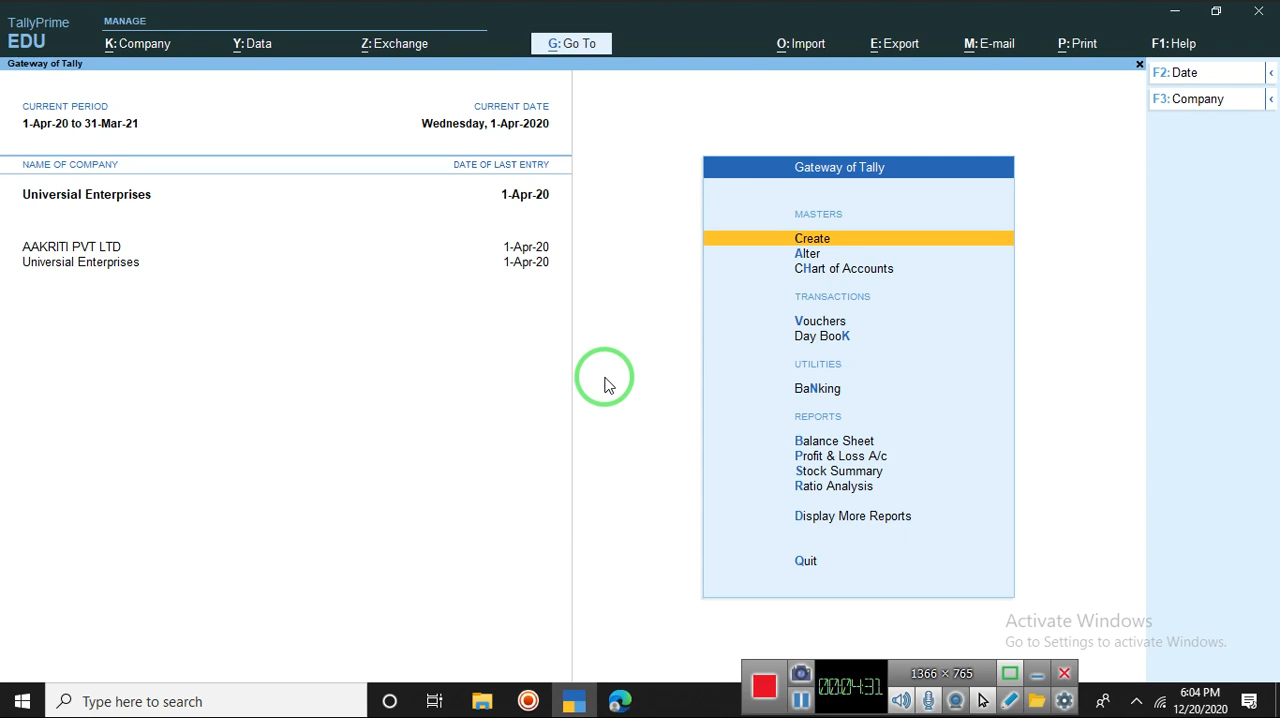 TallyPrime
EDU
MANAGE
K: Company
Y: Data
Z: Exchange
G: Go To
O: Import
E: Export
M: E-mail
P: Print
F1: Help
Gateway of Tally
CURRENT PERIOD
CURRENT DATE
1-Apr-20 to 31-Mar-21
Wednesday, 1-Apr-2020
NAME OF COMPANY
DATE OF LAST ENTRY
Universial Enterprises
1-Apr-20
AAKRITI PVT LTD
1-Apr-20
Universial Enterprises
1-Apr-20
Gateway of Tally
MASTERS
Create
Alter
CHart of Accounts
TRANSACTIONS
Vouchers
Day BooK
UTILITIES
BaNking
REPORTS
Balance Sheet
Profit & Loss A/c
Stock Summary
Ratio Analysis
Display More Reports
Quit
F2: Date
F3: Company
Activate Windows
Go to Settings to activate Windows.
000:04:31
1366 × 765
Type here to search
6:04 PM
12/20/2020